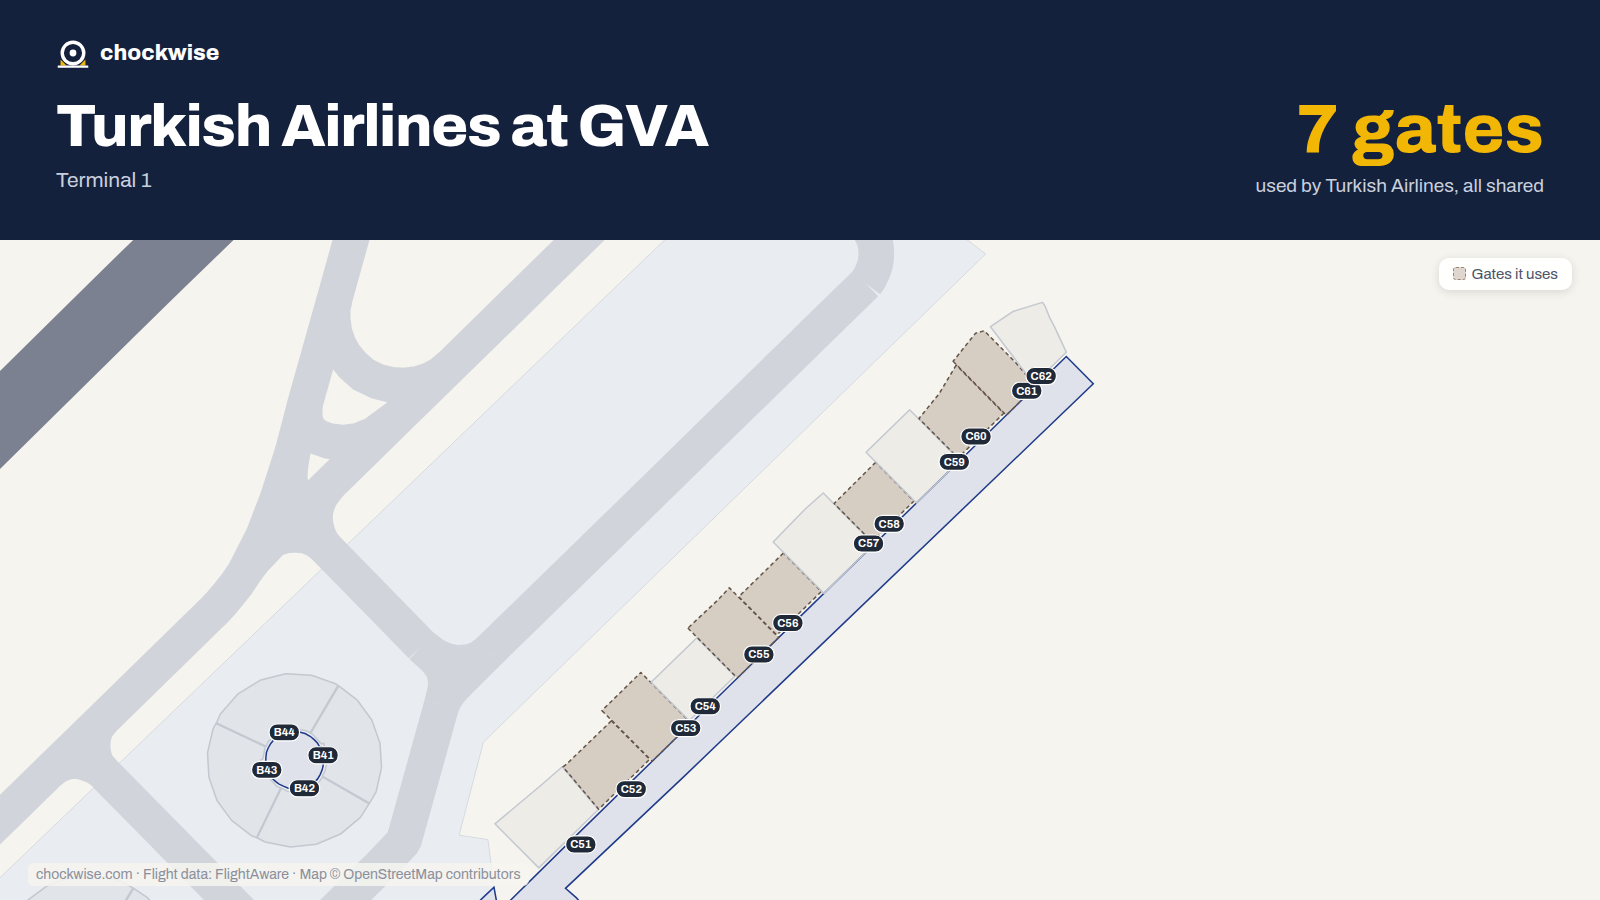 chockwise
Turkish Airlines at GVA
Terminal 1
7 gates
used by Turkish Airlines, all shared
Gates it uses
C62
C61
C60
C59
C58
C57
C56
C55
C54
C53
C52
C51
B44
B41
B43
B42
chockwise.com · Flight data: FlightAware · Map © OpenStreetMap contributors